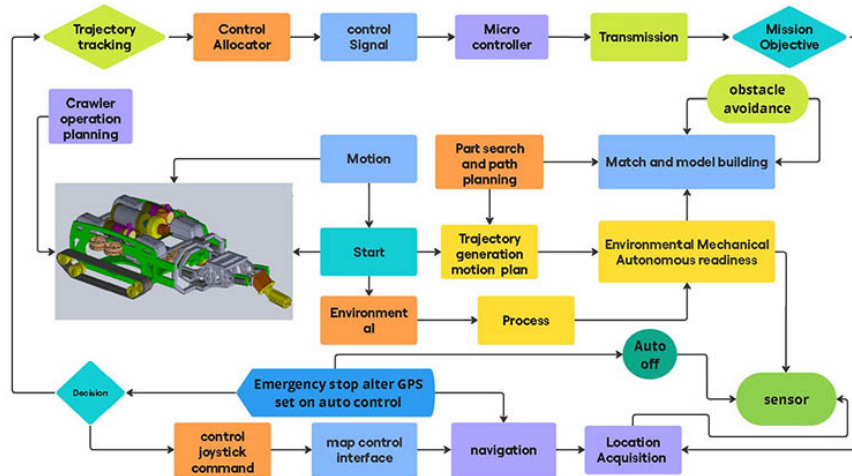 Trajectory
tracking
Control
Allocator
control
Signal
Micro
controller
Transmission
Mission
Objective
Crawler
operation
planning
Motion
Part search
and path
planning
obstacle
avoidance
Match and model building
Start
Trajectory
generation
motion plan
Environmental Mechanical
Autonomous readiness
Environment
al
Process
Auto
off
Decision
Emergency stop alter GPS
set on auto control
sensor
control
joystick
command
map control
interface
navigation
Location
Acquisition